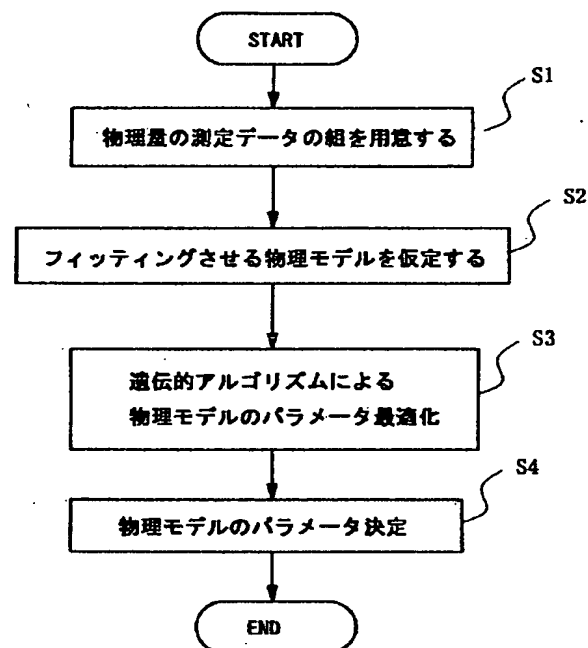 START
S1
物理量の測定データの組を用意する
S2
フィッティングさせる物理モデルを仮定する
S3
遺伝的アルゴリズムによる
物理モデルのパラメータ最適化
S4
物理モデルのパラメータ決定
END